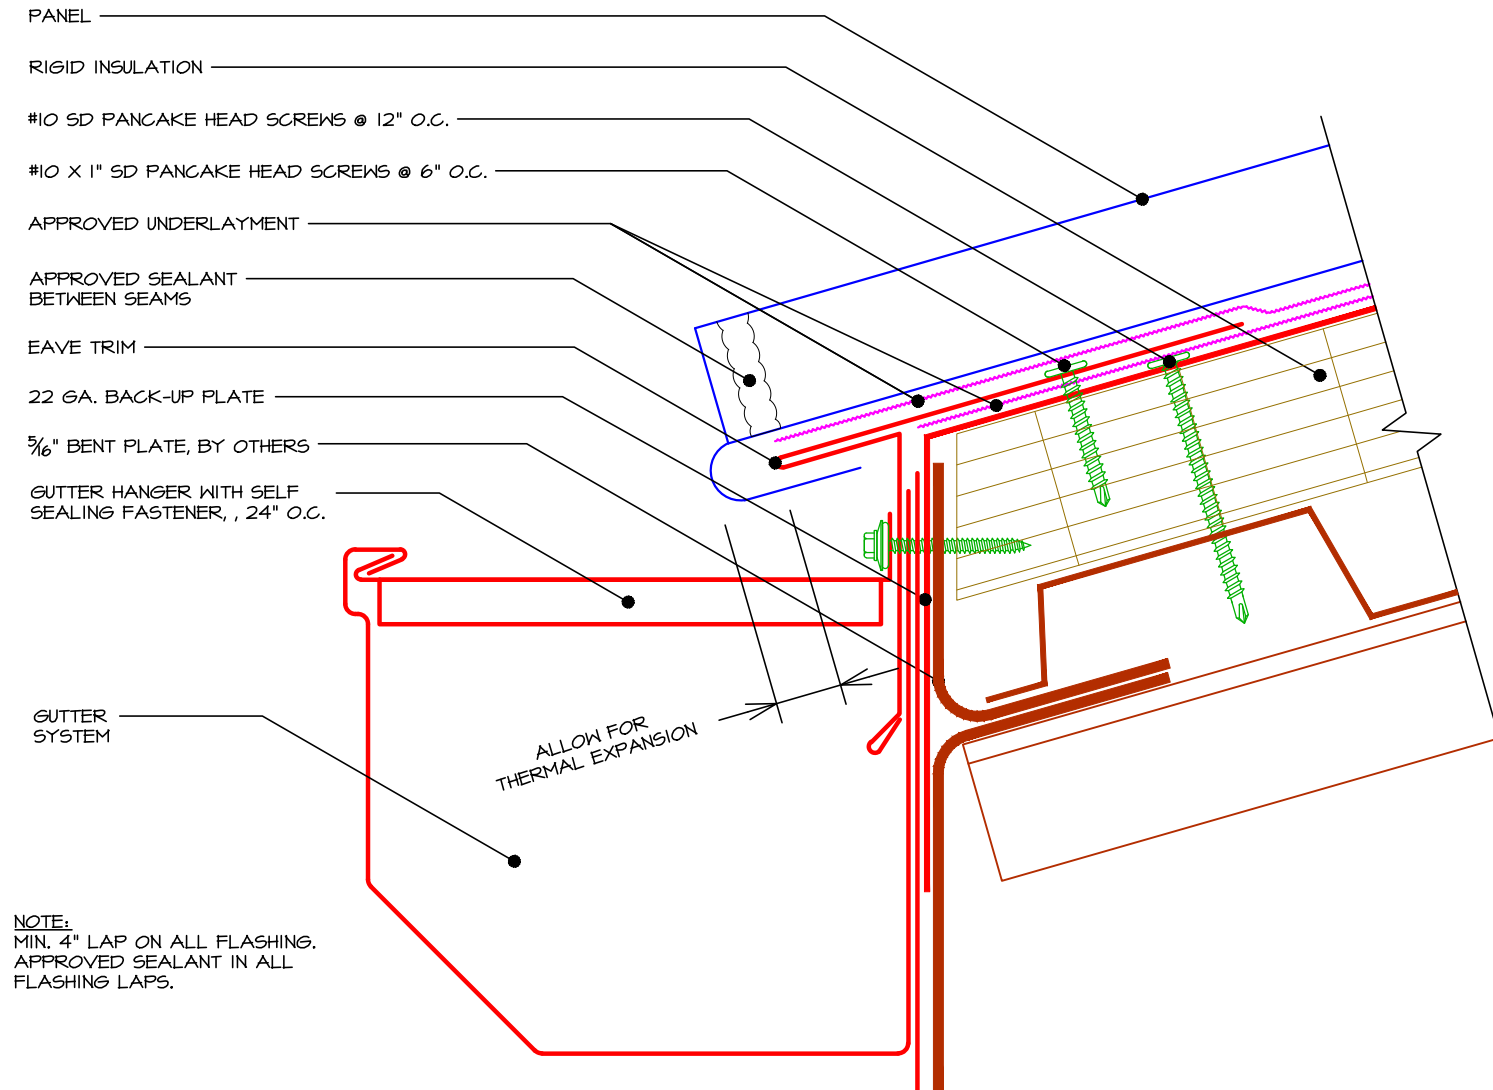 PANEL
RIGID INSULATION
#10 SD PANCAKE HEAD SCREWS @ 12" O.C.
#10 X 1" SD PANCAKE HEAD SCREWS @ 6" O.C.
APPROVED UNDERLAYMENT
APPROVED SEALANT
BETWEEN SEAMS
EAVE TRIM
22 GA. BACK-UP PLATE
5/16" BENT PLATE, BY OTHERS
GUTTER HANGER WITH SELF
SEALING FASTENER, , 24" O.C.
GUTTER
SYSTEM
ALLOW FOR
THERMAL EXPANSION
NOTE:
MIN. 4" LAP ON ALL FLASHING.
APPROVED SEALANT IN ALL
FLASHING LAPS.